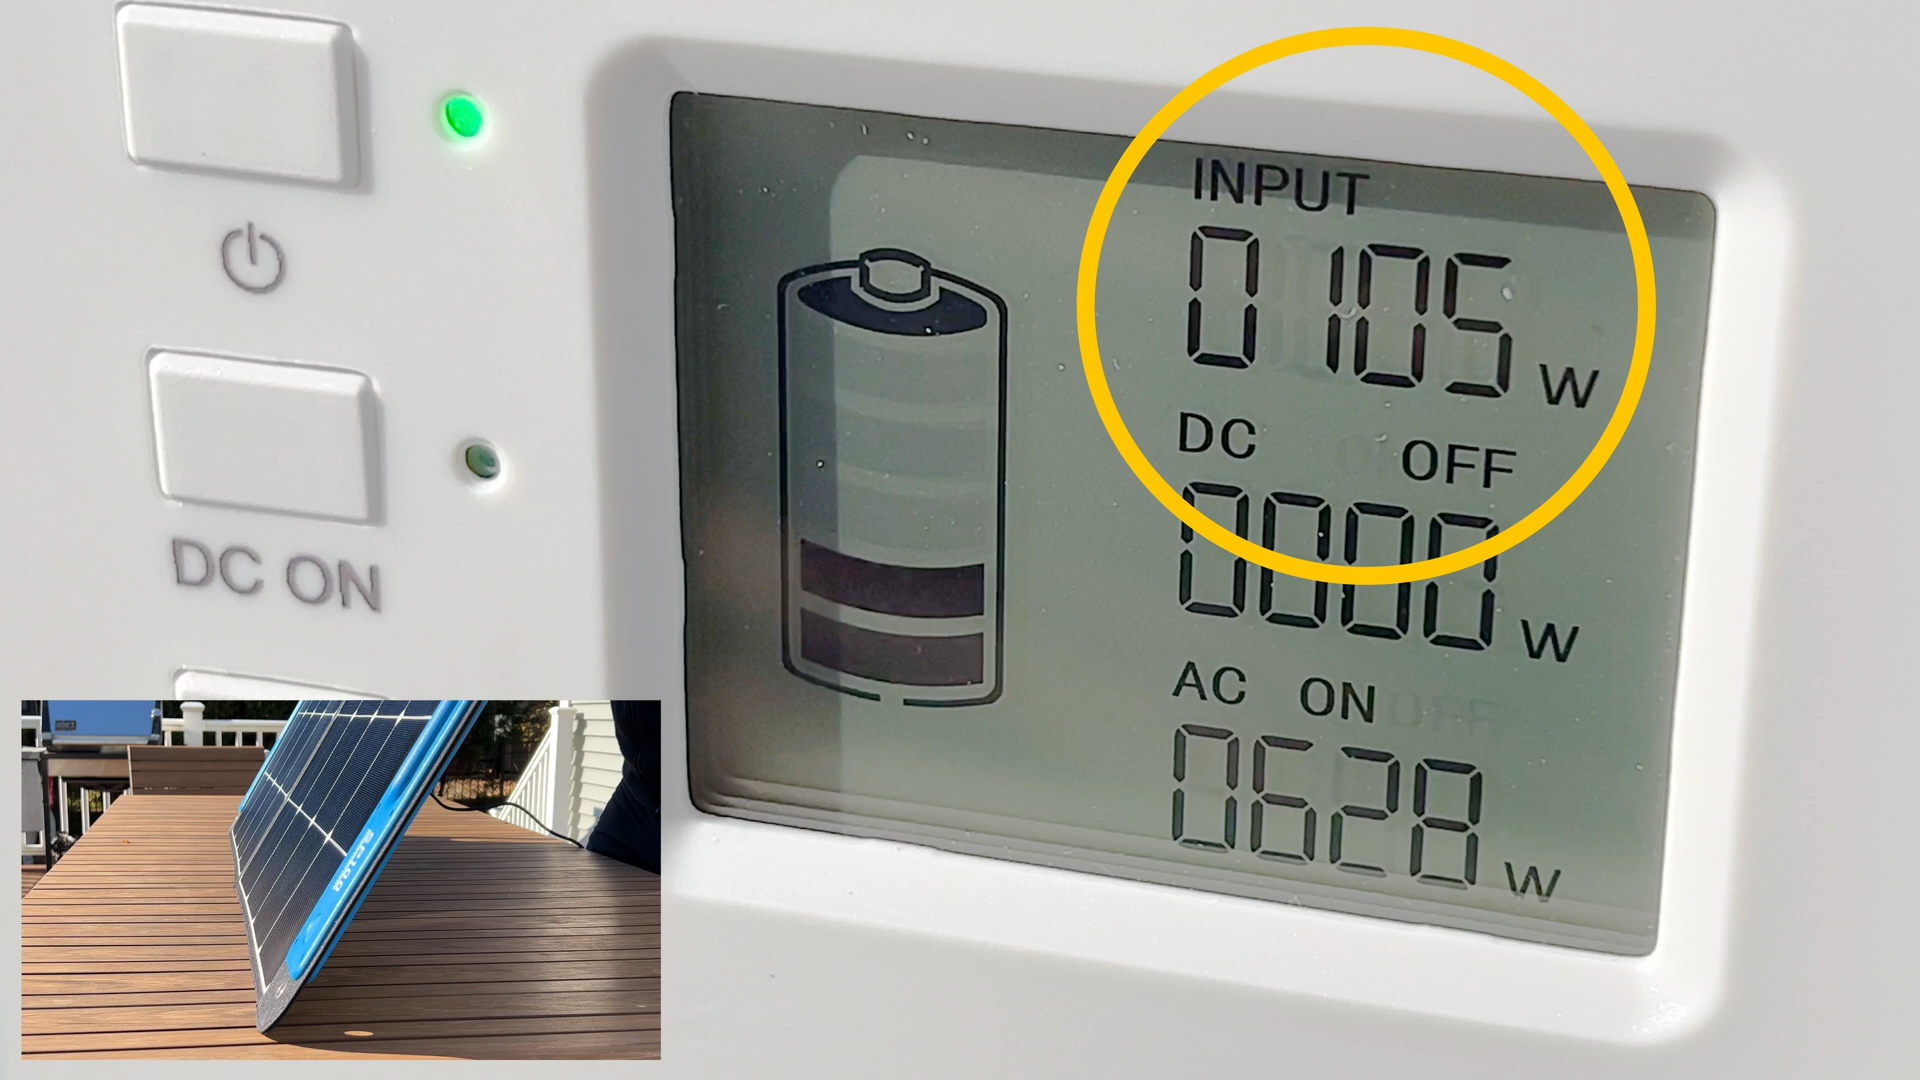 INPUT
0105 W
DC OFF
0000 W
AC ON
0628 W
DC ON